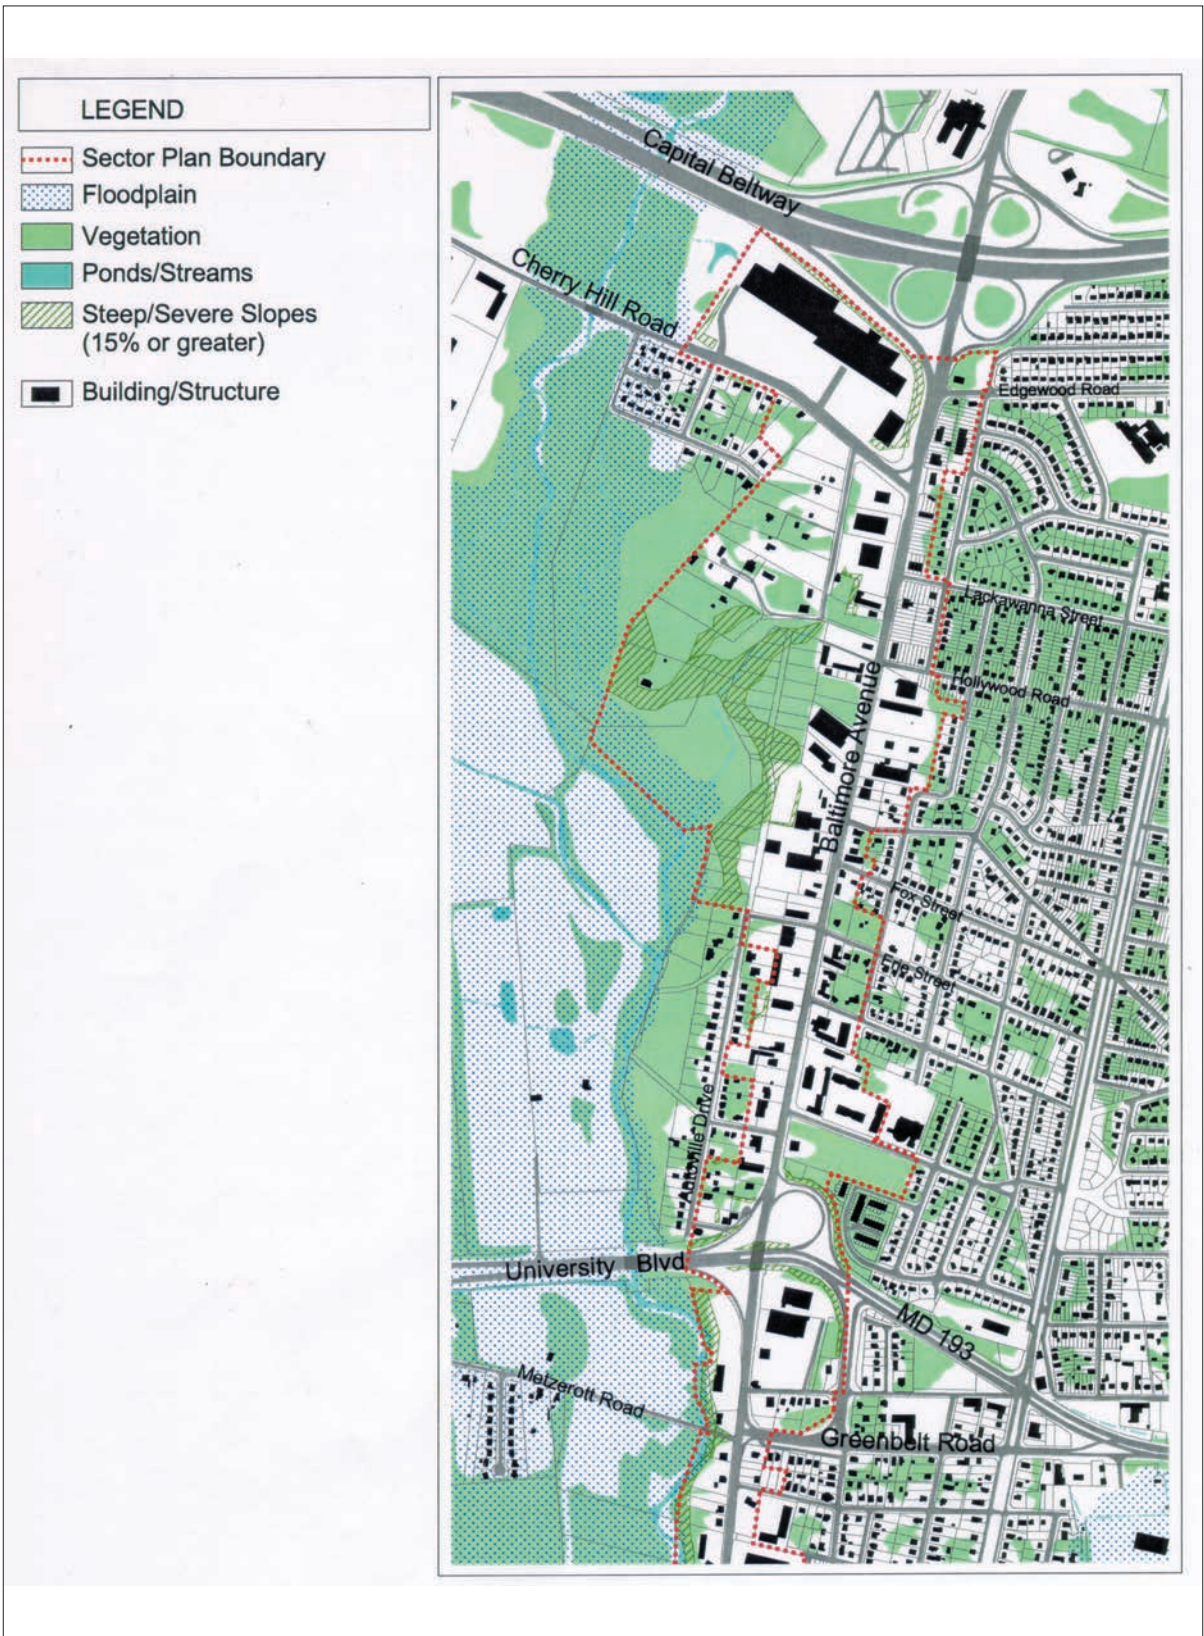 LEGEND
Sector Plan Boundary
Floodplain
Vegetation
Ponds/Streams
Steep/Severe Slopes
(15% or greater)
Building/Structure
Capital Beltway
Cherry Hill Road
Edgewood Road
Lackawanna Street
Hollywood Road
Baltimore Avenue
Fox Street
Erie Street
Autoville Drive
University Blvd
MD 193
Metzerott Road
Greenbelt Road